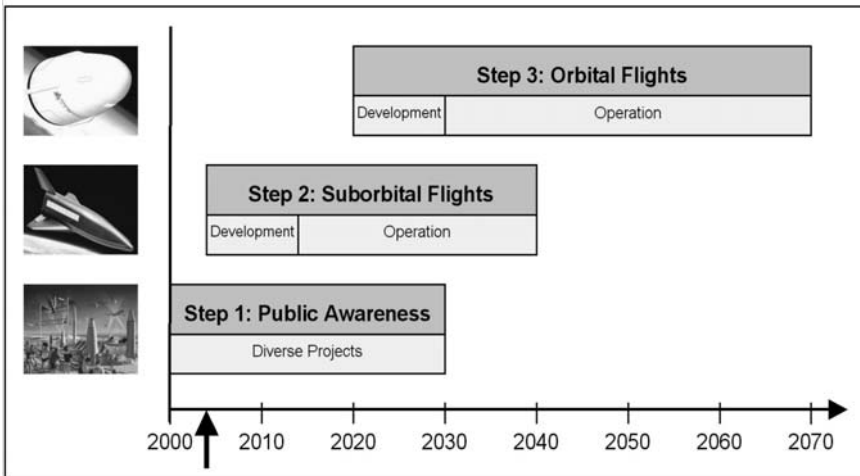 Step 3: Orbital Flights
Development Operation
Step 2: Suborbital Flights
Development Operation
Step 1: Public Awareness
Diverse Projects
2000 2010 2020 2030 2040 2050 2060 2070